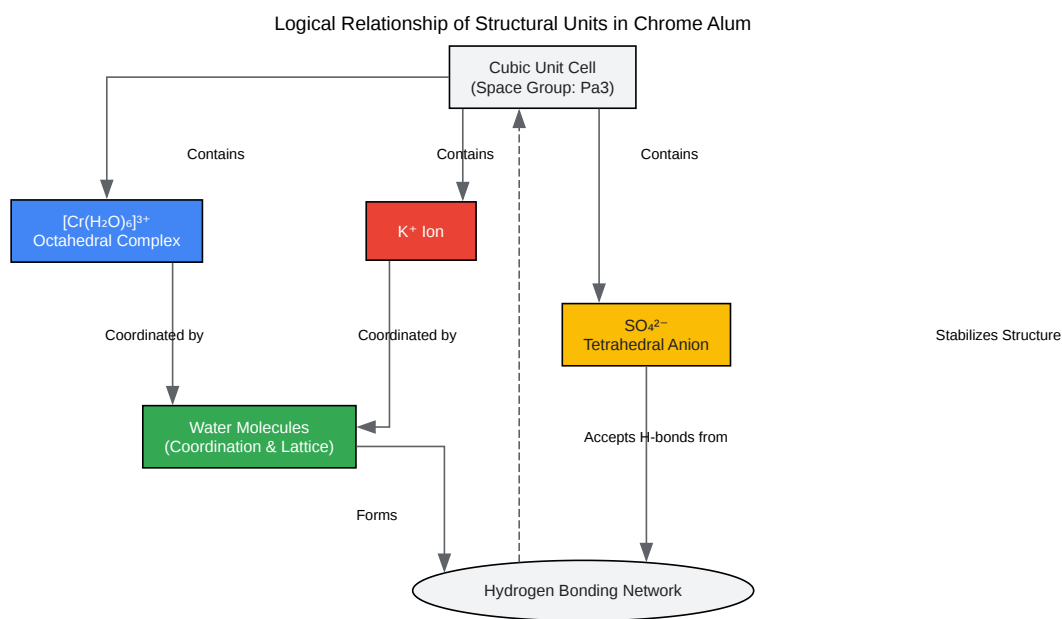 Logical Relationship of Structural Units in Chrome Alum
Cubic Unit Cell
(Space Group: Pa3)
Contains
Contains
Contains
[Cr(H₂O)₆]³⁺
Octahedral Complex
K⁺ Ion
SO₄²⁻
Tetrahedral Anion
Coordinated by
Coordinated by
Stabilizes Structure
Water Molecules
(Coordination & Lattice)
Accepts H-bonds from
Forms
Hydrogen Bonding Network